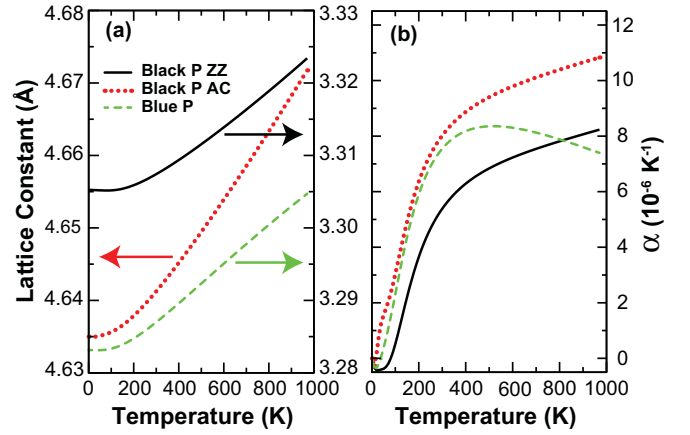 4.68
4.67
4.66
4.65
4.64
4.63
Lattice Constant (Å)
(a)
Black P ZZ
Black P AC
Blue P
3.33
3.32
3.31
3.30
3.29
3.28
0 200 400 600 800 1000
Temperature (K)
(b)
12
10
8
6
4
2
0
α (10⁻⁶ K⁻¹)
0 200 400 600 800 1000
Temperature (K)